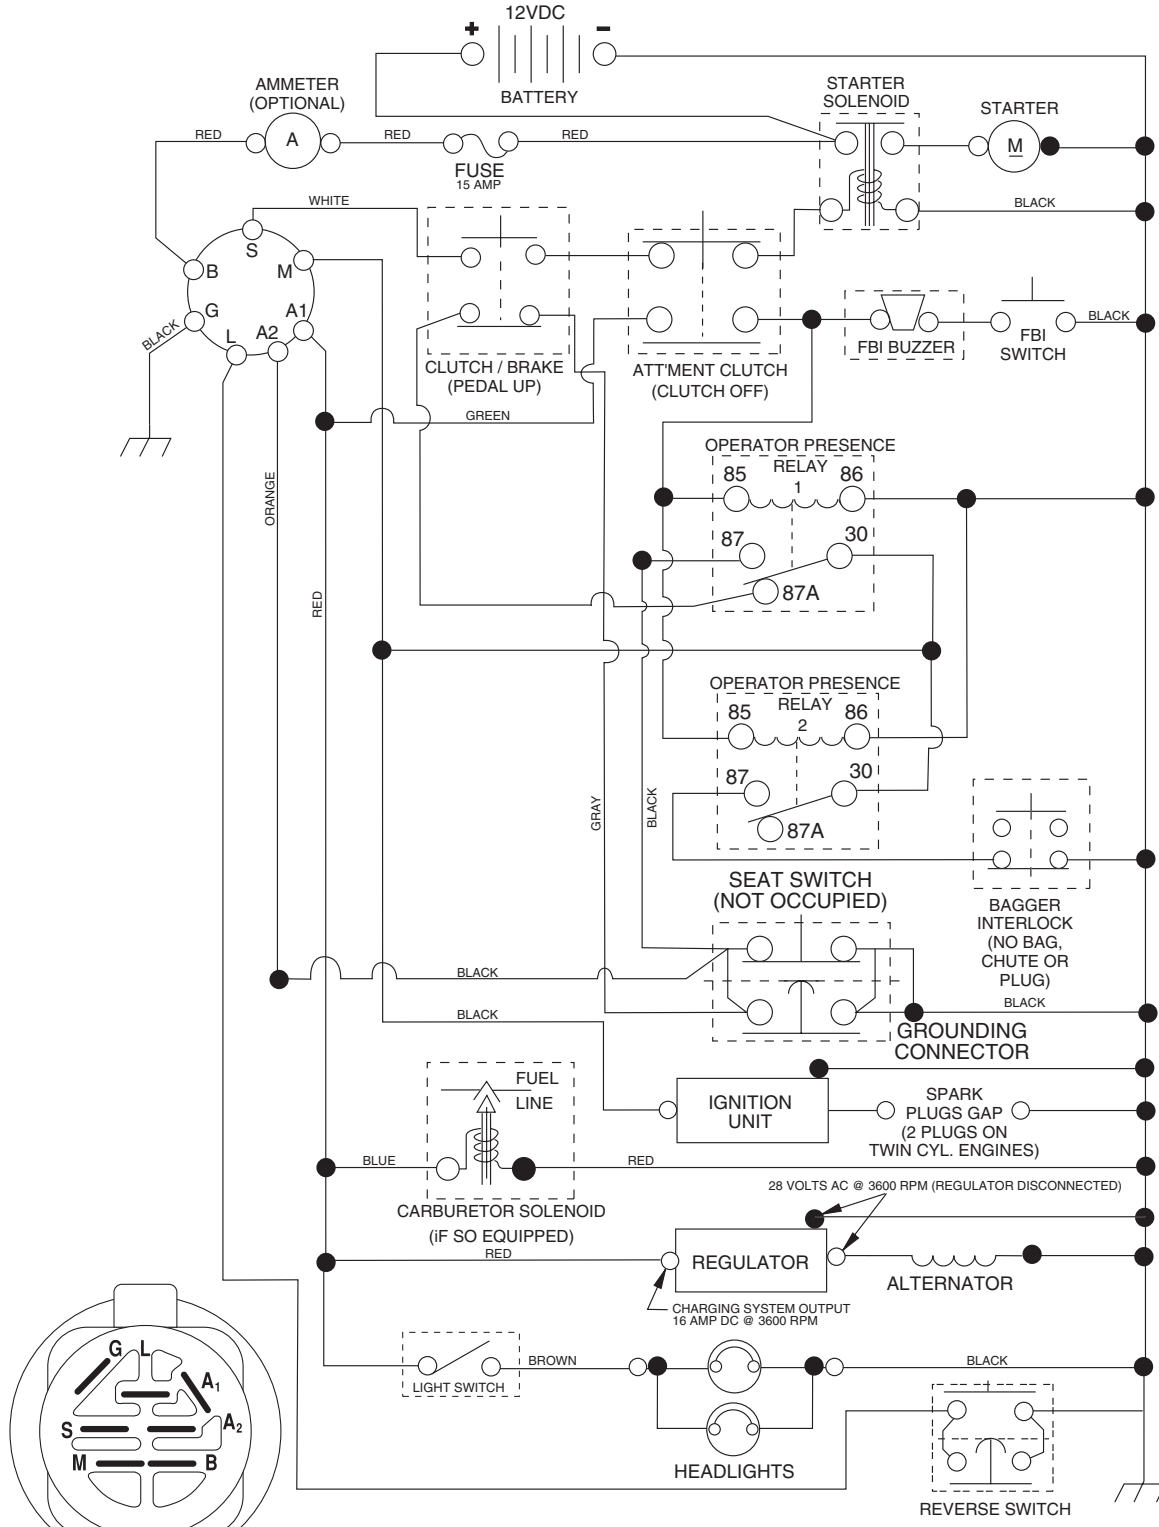 12VDC
+
–
BATTERY
AMMETER
(OPTIONAL)
STARTER
SOLENOID
STARTER
RED
A
RED
RED
M
FUSE
15 AMP
WHITE
BLACK
S
B
M
G
A1
L
A2
BLACK
CLUTCH / BRAKE
(PEDAL UP)
ATT'MENT CLUTCH
(CLUTCH OFF)
FBI BUZZER
FBI
SWITCH
BLACK
GREEN
OPERATOR PRESENCE
RELAY
1
85
86
87
30
87A
ORANGE
RED
OPERATOR PRESENCE
RELAY
2
85
86
87
30
87A
GRAY
BLACK
SEAT SWITCH
(NOT OCCUPIED)
BAGGER
INTERLOCK
(NO BAG,
CHUTE OR
PLUG)
BLACK
BLACK
BLACK
GROUNDING
CONNECTOR
FUEL
LINE
IGNITION
UNIT
SPARK
PLUGS GAP
(2 PLUGS ON
TWIN CYL. ENGINES)
BLUE
RED
CARBURETOR SOLENOID
(iF SO EQUIPPED)
28 VOLTS AC @ 3600 RPM (REGULATOR DISCONNECTED)
RED
REGULATOR
ALTERNATOR
CHARGING SYSTEM OUTPUT
16 AMP DC @ 3600 RPM
LIGHT SWITCH
BROWN
BLACK
HEADLIGHTS
REVERSE SWITCH
G
L
A1
A2
S
M
B